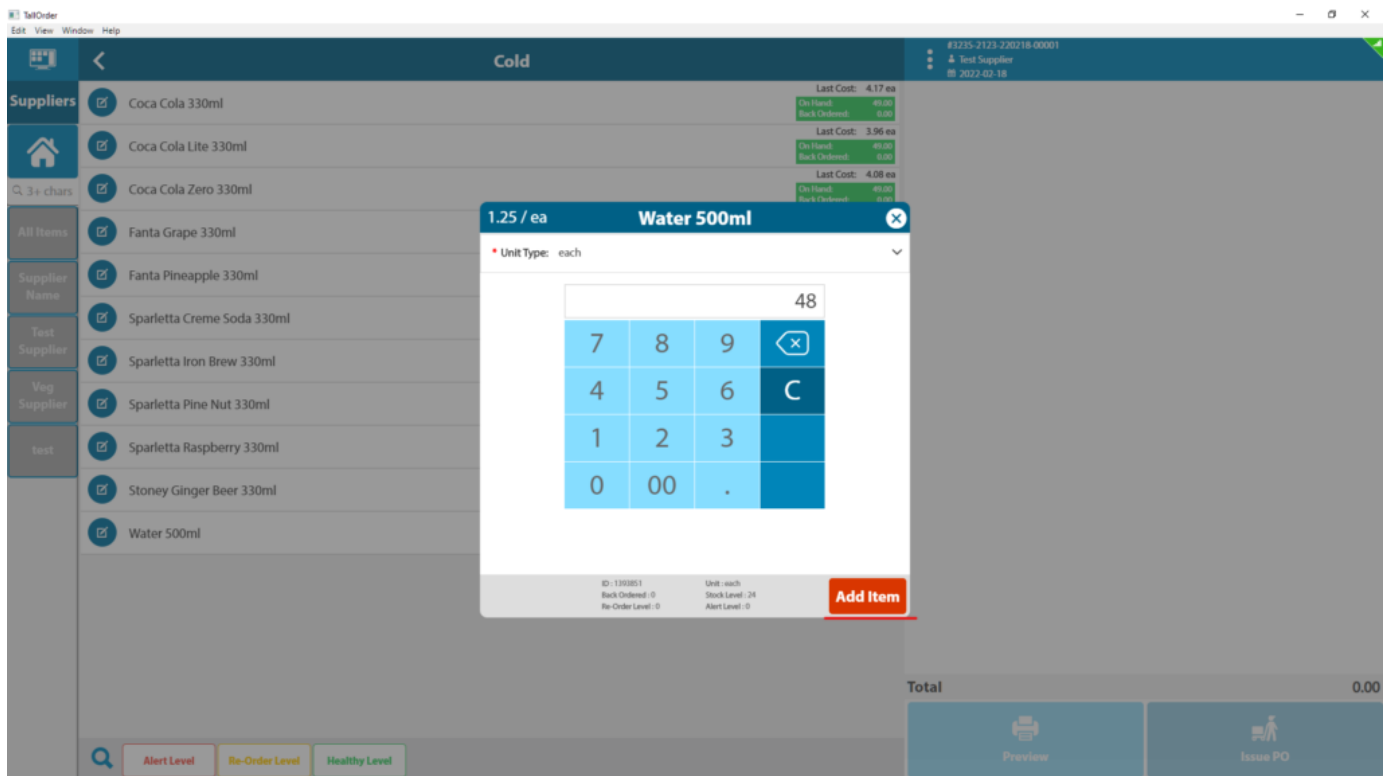 TallOrder
Edit View Window Help
Suppliers
3+ chars
All Items
Supplier
Name
Test
Supplier
Veg
Supplier
test
Cold
Coca Cola 330ml
Last Cost: 4.17 ea
On Hand: 49.00
Back Ordered: 0.00
Coca Cola Lite 330ml
Last Cost: 3.96 ea
On Hand: 49.00
Back Ordered: 0.00
Coca Cola Zero 330ml
Last Cost: 4.08 ea
On Hand: 49.00
Back Ordered: 0.00
Fanta Grape 330ml
Fanta Pineapple 330ml
Sparletta Creme Soda 330ml
Sparletta Iron Brew 330ml
Sparletta Pine Nut 330ml
Sparletta Raspberry 330ml
Stoney Ginger Beer 330ml
Water 500ml
Alert Level Re-Order Level Healthy Level
1.25 / ea Water 500ml
* Unit Type: each
48
7 8 9
4 5 6 C
1 2 3
0 00 .
ID : 1393851 Unit : each
Back Ordered : 0 Stock Level : 24
Re-Order Level : 0 Alert Level : 0
Add Item
#3235-2123-220218-00001
Test Supplier
2022-02-18
Total 0.00
Preview Issue PO